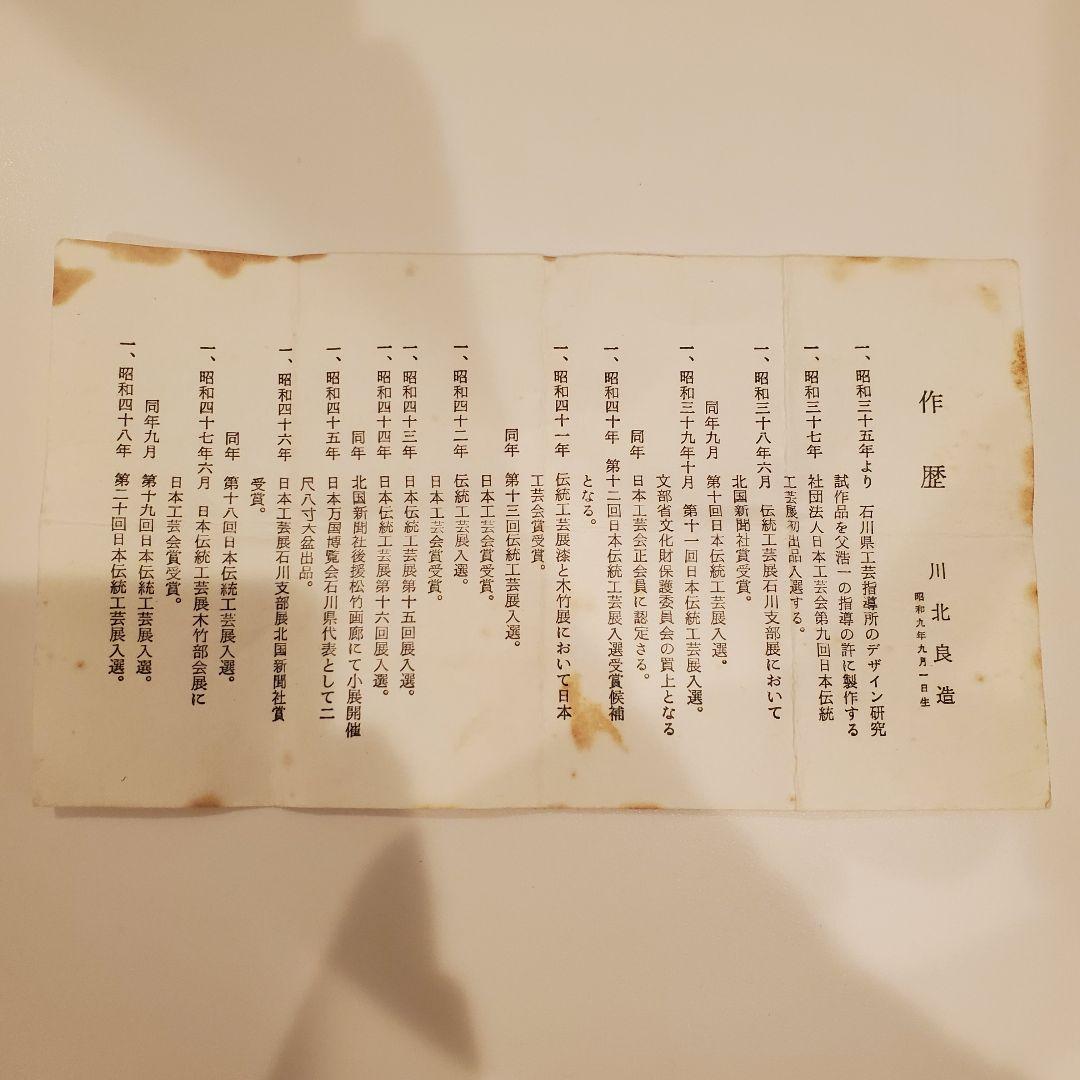 作歴
川北良造
昭和九年九月一日生
一、昭和三十五年より　石川県工芸指導所のデザイン研究
試作品を父浩一の指導の許に製作する
一、昭和三十七年　社団法人日本工芸会第九回日本伝統
工芸展初出品入選する。
一、昭和三十八年六月　伝統工芸展石川支部展において
北国新聞社賞受賞。
同年九月　第十回日本伝統工芸展入選。
一、昭和三十九年十月　第十一回日本伝統工芸展入選。
文部省文化財保護委員会の買上となる
同年　日本工芸会正会員に認定さる。
一、昭和四十年　第十二回日本伝統工芸展入選受賞候補
となる。
一、昭和四十一年　伝統工芸展漆と木竹展において日本
工芸会賞受賞。
同年　第十三回伝統工芸展入選。
日本工芸会賞受賞。
一、昭和四十二年　伝統工芸展入選。
日本工芸会賞受賞。
一、昭和四十三年　日本伝統工芸展第十五回展入選。
一、昭和四十四年　日本伝統工芸展第十六回展入選。
同年　北国新聞社後援松竹画廊にて小展開催
一、昭和四十五年　日本万国博覧会石川県代表として二
尺八寸大盆出品。
一、昭和四十六年　日本工芸展石川支部展北国新聞社賞
受賞。
同年　第十八回日本伝統工芸展入選。
一、昭和四十七年六月　日本伝統工芸展木竹部会展に
日本工芸会賞受賞。
同年九月　第十九回日本伝統工芸展入選。
一、昭和四十八年　第二十回日本伝統工芸展入選。